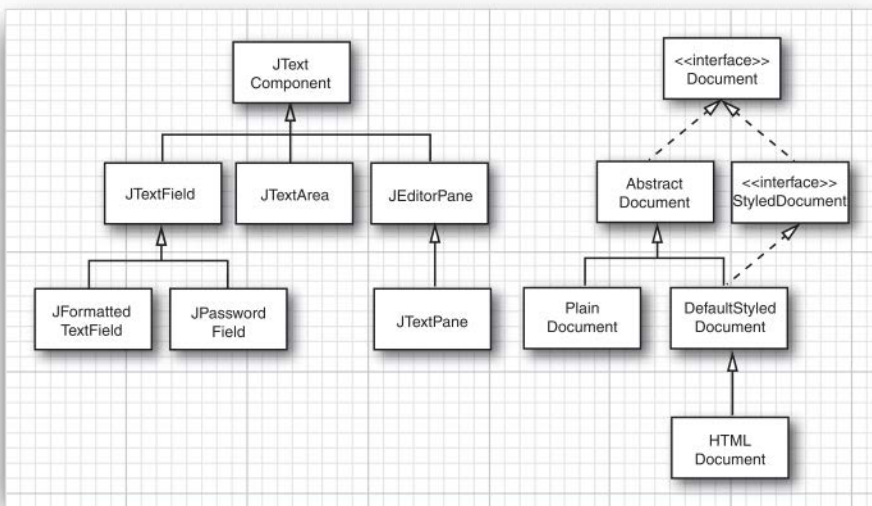 JText
Component
<<interface>>
Document
JTextField
JTextArea
JEditorPane
Abstract
Document
<<interface>>
StyledDocument
JFormatted
TextField
JPassword
Field
JTextPane
Plain
Document
DefaultStyled
Document
HTML
Document